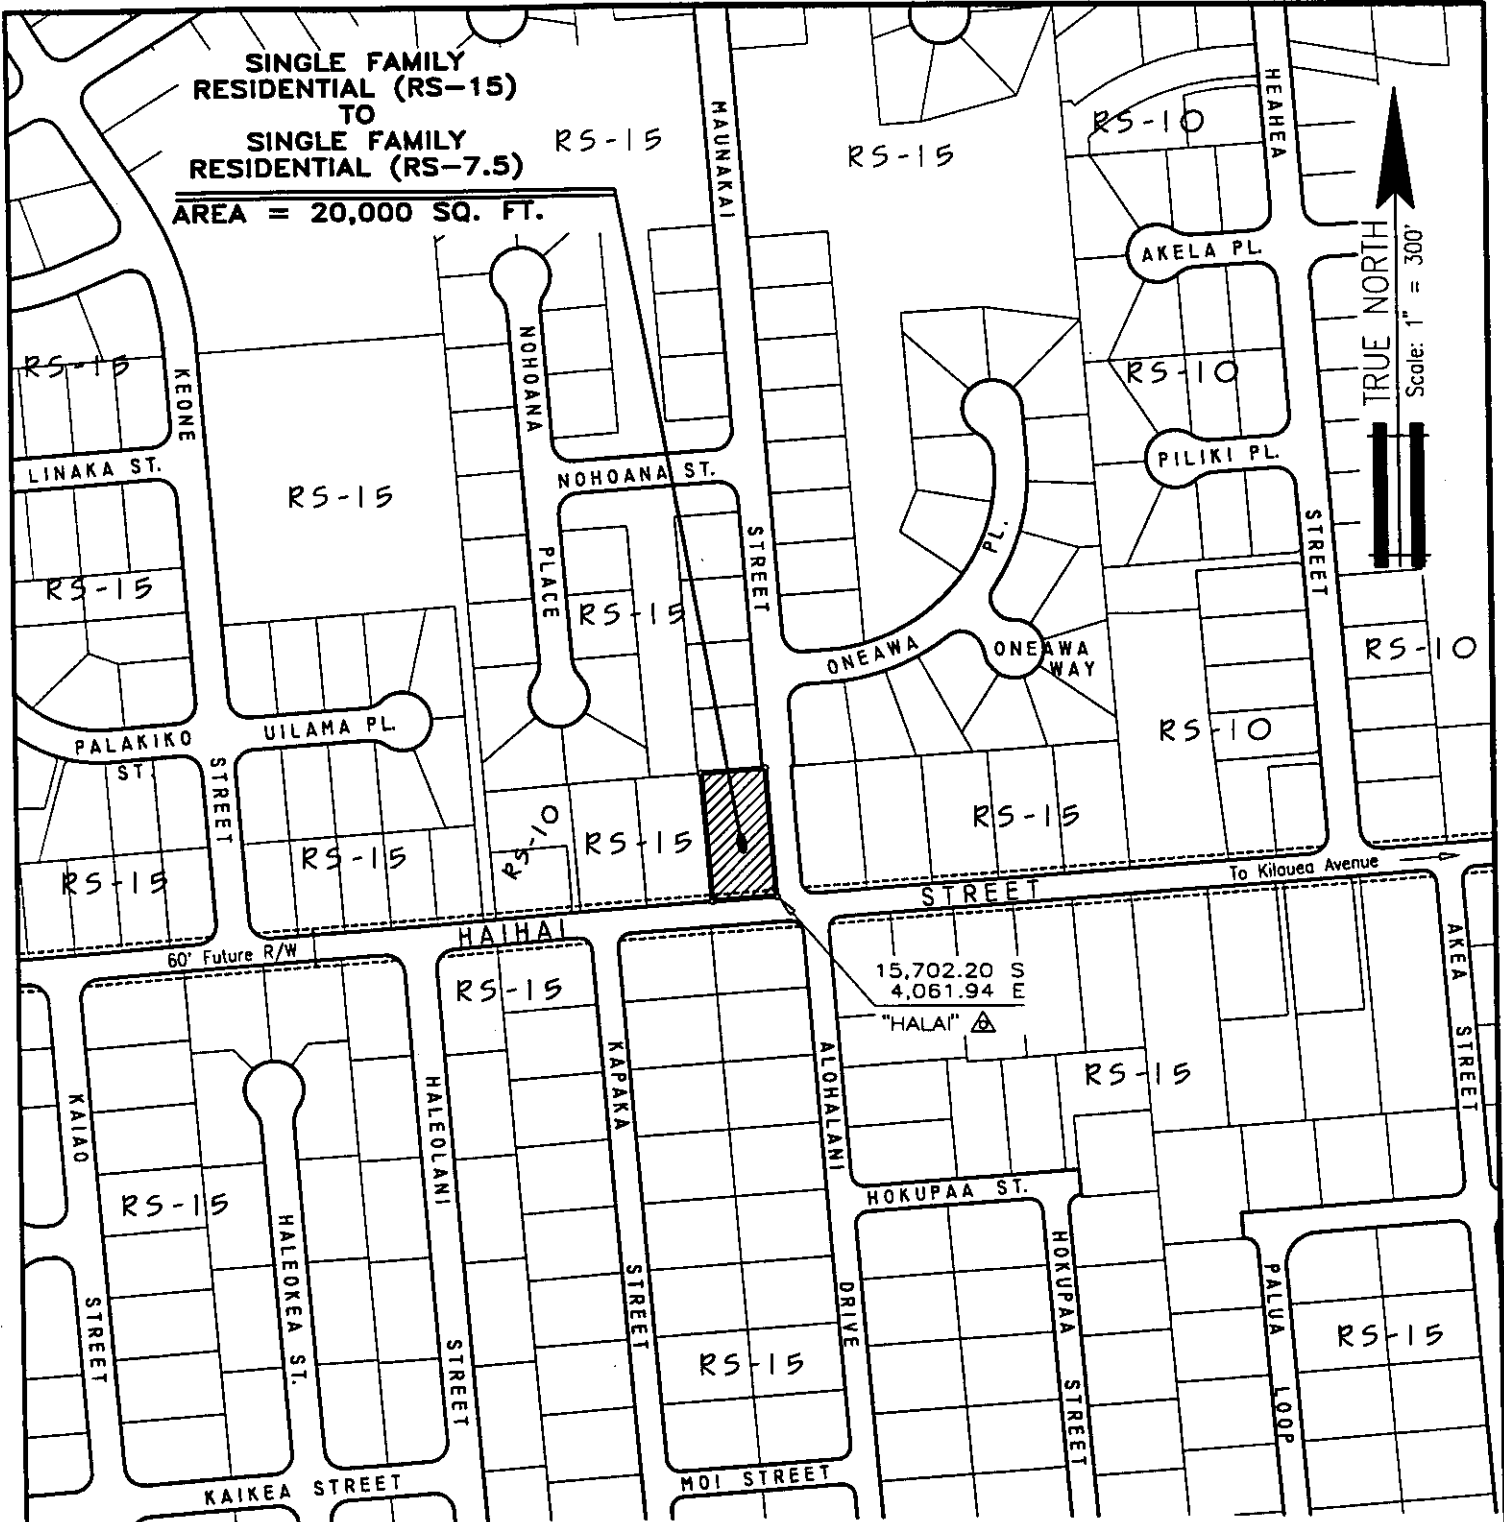 SINGLE FAMILY
RESIDENTIAL (RS-15)
TO
SINGLE FAMILY
RESIDENTIAL (RS-7.5)
AREA = 20,000 SQ. FT.
RS-15
MAUNAKAI
RS-15
RS-10
HEAHEA
AKELA PL.
TRUE NORTH
Scale: 1" = 300'
RS-15
KEONE
NOHOANA
RS-10
LINAKA ST.
RS-15
NOHOANA ST.
PILIKI PL.
PL.
STREET
STREET
RS-15
PLACE
RS-15
ONEAWA
ONEAWA
WAY
RS-10
PALAKIKO
ST.
UILAMA PL.
RS-10
STREET
RS-15
RS-15
RS-10
RS-15
RS-15
To Kilauea Avenue
STREET
HAIHAI
60' Future R/W
AKEA
RS-15
15,702.20 S
4,061.94 E
"HALAI"
KAIAO
HALEOLANI
KAPAKA
ALOHALANI
RS-15
STREET
RS-15
HOKUPAA ST.
HALEOKEA ST.
HOKUPAA
PALUA
STREET
STREET
STREET
DRIVE
RS-15
RS-15
STREET
LOOP
KAIKEA STREET
MOI STREET